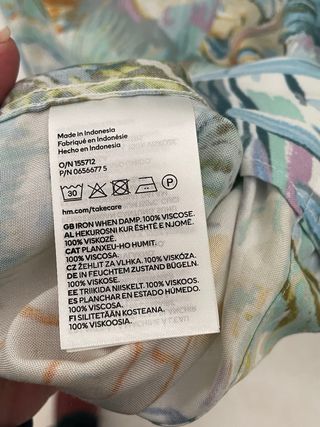 Made in Indonesia
Fabriqué en Indonésie
Hecho en Indonesia
O/N 155712
P/N 0656677 5
30
P
hm.com/takecare
GB IRON WHEN DAMP. 100% VISCOSE.
AL HEKUROSNI KUR ËSHTË E NJOMË.
100% VISKOZË.
CAT PLANXEU-HO HUMIT.
100% VISCOSA.
CZ ŽEHLIT ZA VLHKA. 100% VISKÓZA.
DE IN FEUCHTEM ZUSTAND BÜGELN.
100% VISKOSE.
EE TRIIKIDA NIISKELT. 100% VISKOOS.
ES PLANCHAR EN ESTADO HÚMEDO.
100% VISCOSA.
FI SILITETÄÄN KOSTEANA.
100% VISKOOSIA.